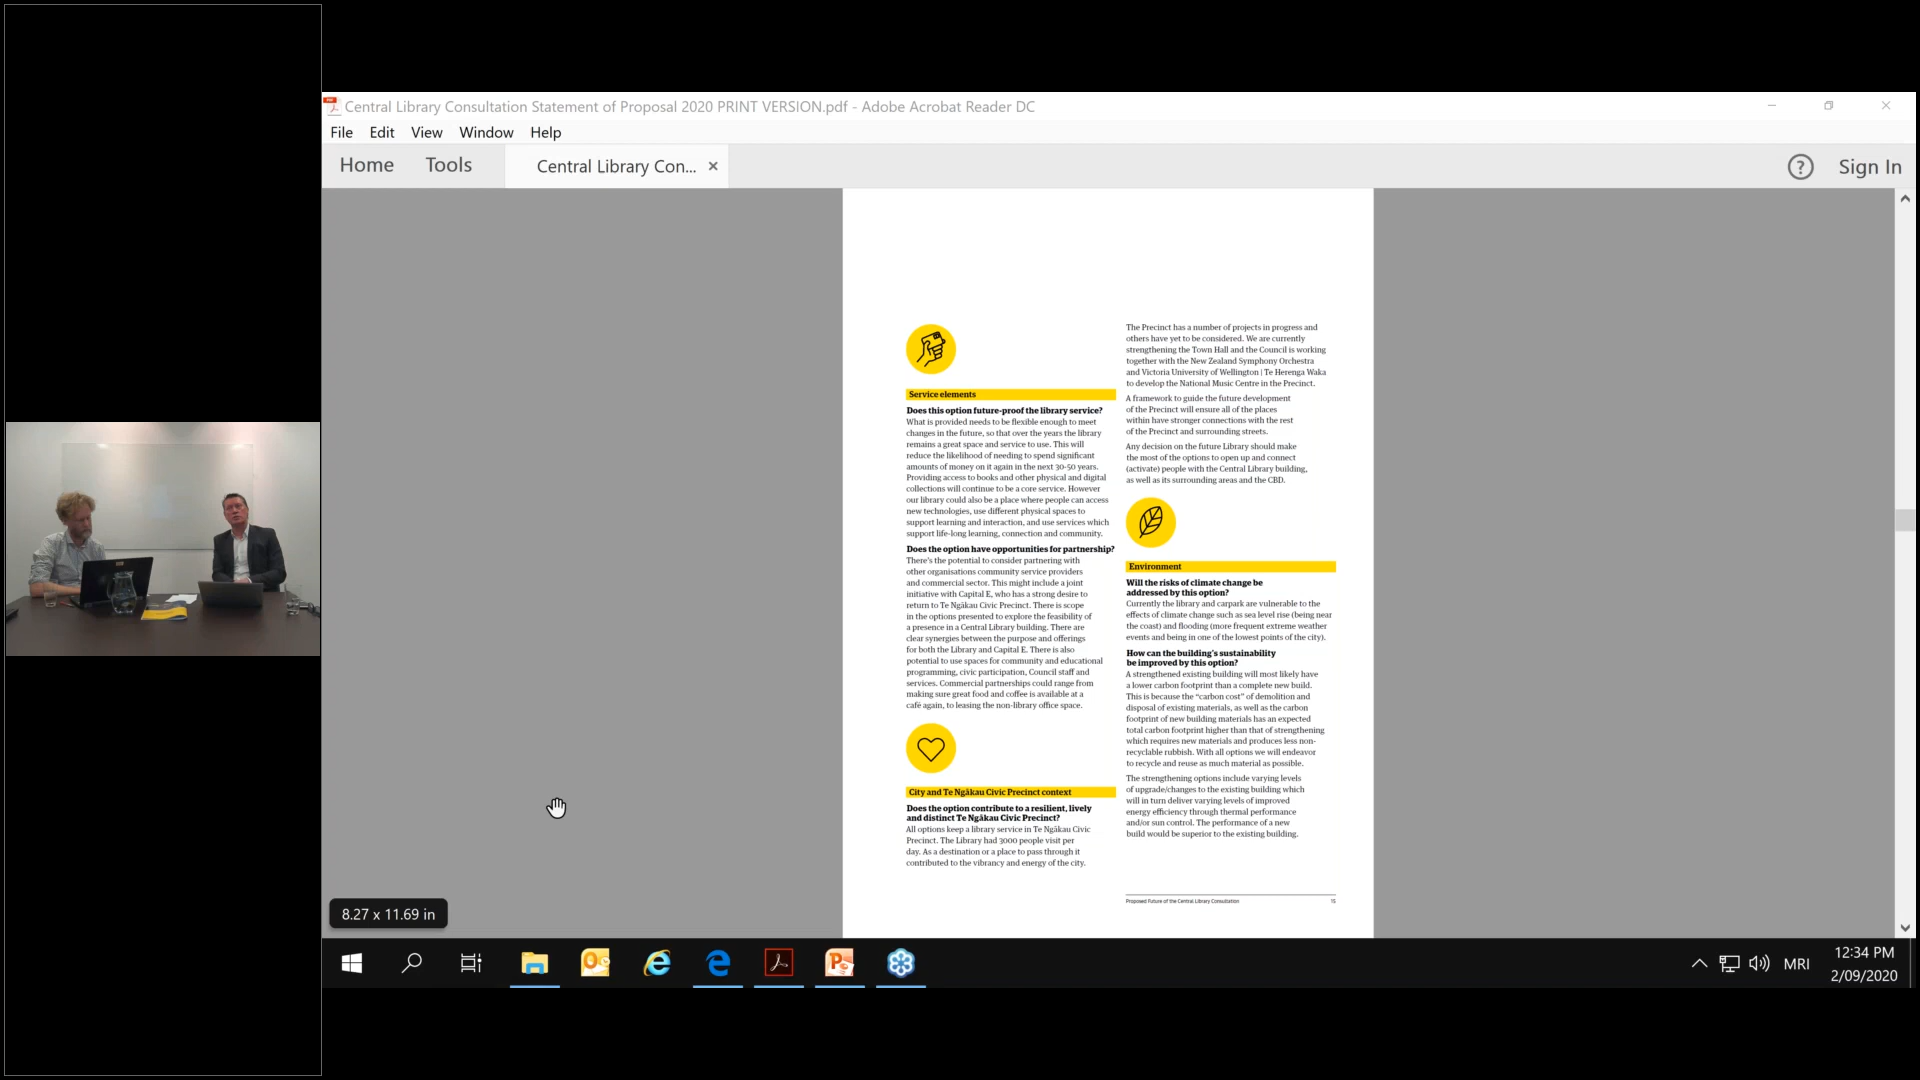 Central Library Consultation Statement of Proposal 2020 PRINT VERSION.pdf - Adobe Acrobat Reader DC
File Edit View Window Help
Home Tools Central Library Con... Sign In
Service elements
Does this option future-proof the library service?
What is provided needs to be flexible enough to meet
changes in the future, so that over the years the library
remains a great space and service to use. This will
reduce the likelihood of needing to spend significant
amounts of money on it again in the next 30-50 years.
Providing access to books and other physical and digital
collections will continue to be a core service. However
our library could also be a place where people can access
new technologies, use different physical spaces to
support learning and interaction, and use services which
support life-long learning, connection and community.
Does the option have opportunities for partnership?
There's the potential to consider partnering with
other organisations community service providers
and commercial sector. This might include a joint
initiative with Capital E, who has a strong desire to
return to Te Ngākau Civic Precinct. There is scope
in the options presented to explore the feasibility of
a presence in a Central Library building. There are
clear synergies between the purpose and offerings
for both the Library and Capital E. There is also
potential to use spaces for community and educational
programming, civic participation, Council staff and
services. Commercial partnerships could range from
making sure great food and coffee is available at a
café again, to leasing the non-library office space.
City and Te Ngākau Civic Precinct context
Does the option contribute to a resilient, lively
and distinct Te Ngākau Civic Precinct?
All options keep a library service in Te Ngākau Civic
Precinct. The Library had 3000 people visit per
day. As a destination or a place to pass through it
contributed to the vibrancy and energy of the city.
The Precinct has a number of projects in progress and
others have yet to be considered. We are currently
strengthening the Town Hall and the Council is working
together with the New Zealand Symphony Orchestra
and Victoria University of Wellington | Te Herenga Waka
to develop the National Music Centre in the Precinct.
A framework to guide the future development
of the Precinct will ensure all of the places
within have stronger connections with the rest
of the Precinct and surrounding streets.
Any decision on the future Library should make
the most of the options to open up and connect
(activate) people with the Central Library building,
as well as its surrounding areas and the CBD.
Environment
Will the risks of climate change be
addressed by this option?
Currently the library and carpark are vulnerable to the
effects of climate change such as sea level rise (being near
the coast) and flooding (more frequent extreme weather
events and being in one of the lowest points of the city).
How can the building's sustainability
be improved by this option?
A strengthened existing building will most likely have
a lower carbon footprint than a complete new build.
This is because the “carbon cost” of demolition and
disposal of existing materials, as well as the carbon
footprint of new building materials has an expected
total carbon footprint higher than that of strengthening
which requires new materials and produces less non-
recyclable rubbish. With all options we will endeavor
to recycle and reuse as much material as possible.
The strengthening options include varying levels
of upgrade/changes to the existing building which
will in turn deliver varying levels of improved
energy efficiency through thermal performance
and/or sun control. The performance of a new
build would be superior to the existing building.
Proposed Future of the Central Library Consultation 15
8.27 x 11.69 in
MRI
12:34 PM
2/09/2020